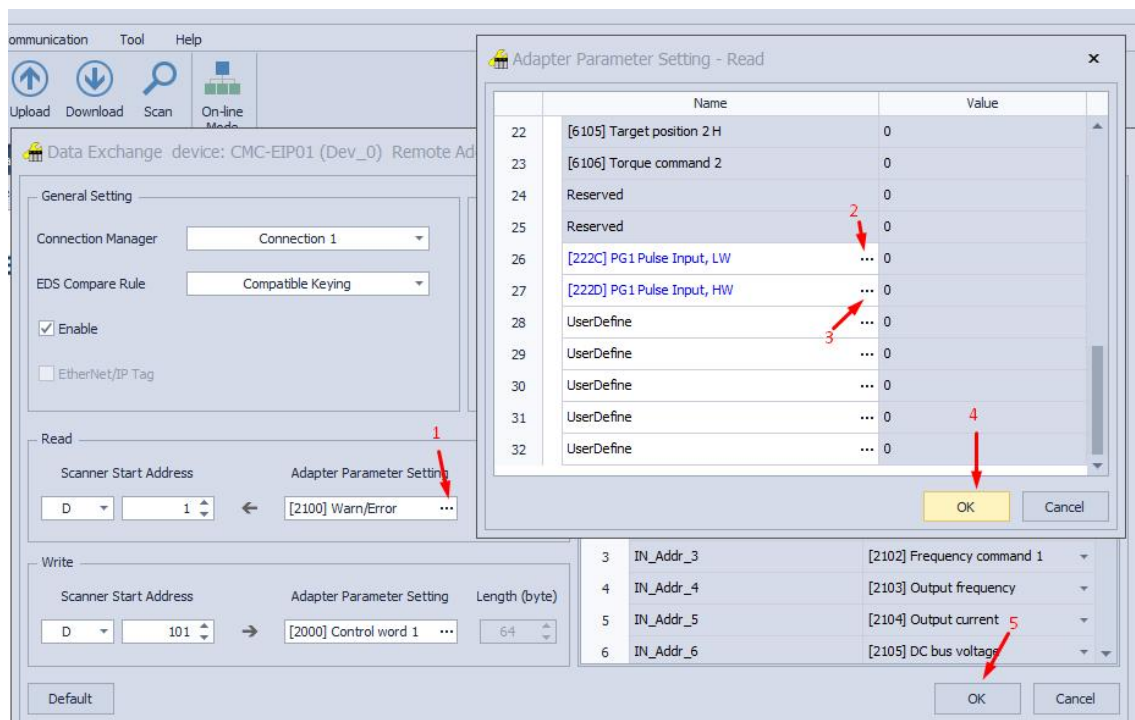 ommunication Tool Help
Upload Download Scan On-line
Mode
Adapter Parameter Setting - Read
Name Value
22 [6105] Target position 2 H 0
23 [6106] Torque command 2 0
24 Reserved 0
25 Reserved 0
26 [222C] PG1 Pulse Input, LW ... 0
27 [222D] PG1 Pulse Input, HW ... 0
28 UserDefine ... 0
29 UserDefine ... 0
30 UserDefine ... 0
31 UserDefine ... 0
32 UserDefine ... 0
2
3
4
OK Cancel
Data Exchange device: CMC-EIP01 (Dev_0) Remote Ad
General Setting
Connection Manager Connection 1
EDS Compare Rule Compatible Keying
Enable
EtherNet/IP Tag
Read
1
Scanner Start Address Adapter Parameter Setting
D 1 [2100] Warn/Error ...
Write
Scanner Start Address Adapter Parameter Setting Length (byte)
D 101 [2000] Control word 1 ... 64
3 IN_Addr_3 [2102] Frequency command 1
4 IN_Addr_4 [2103] Output frequency
5 IN_Addr_5 [2104] Output current
6 IN_Addr_6 [2105] DC bus voltage
5
Default OK Cancel